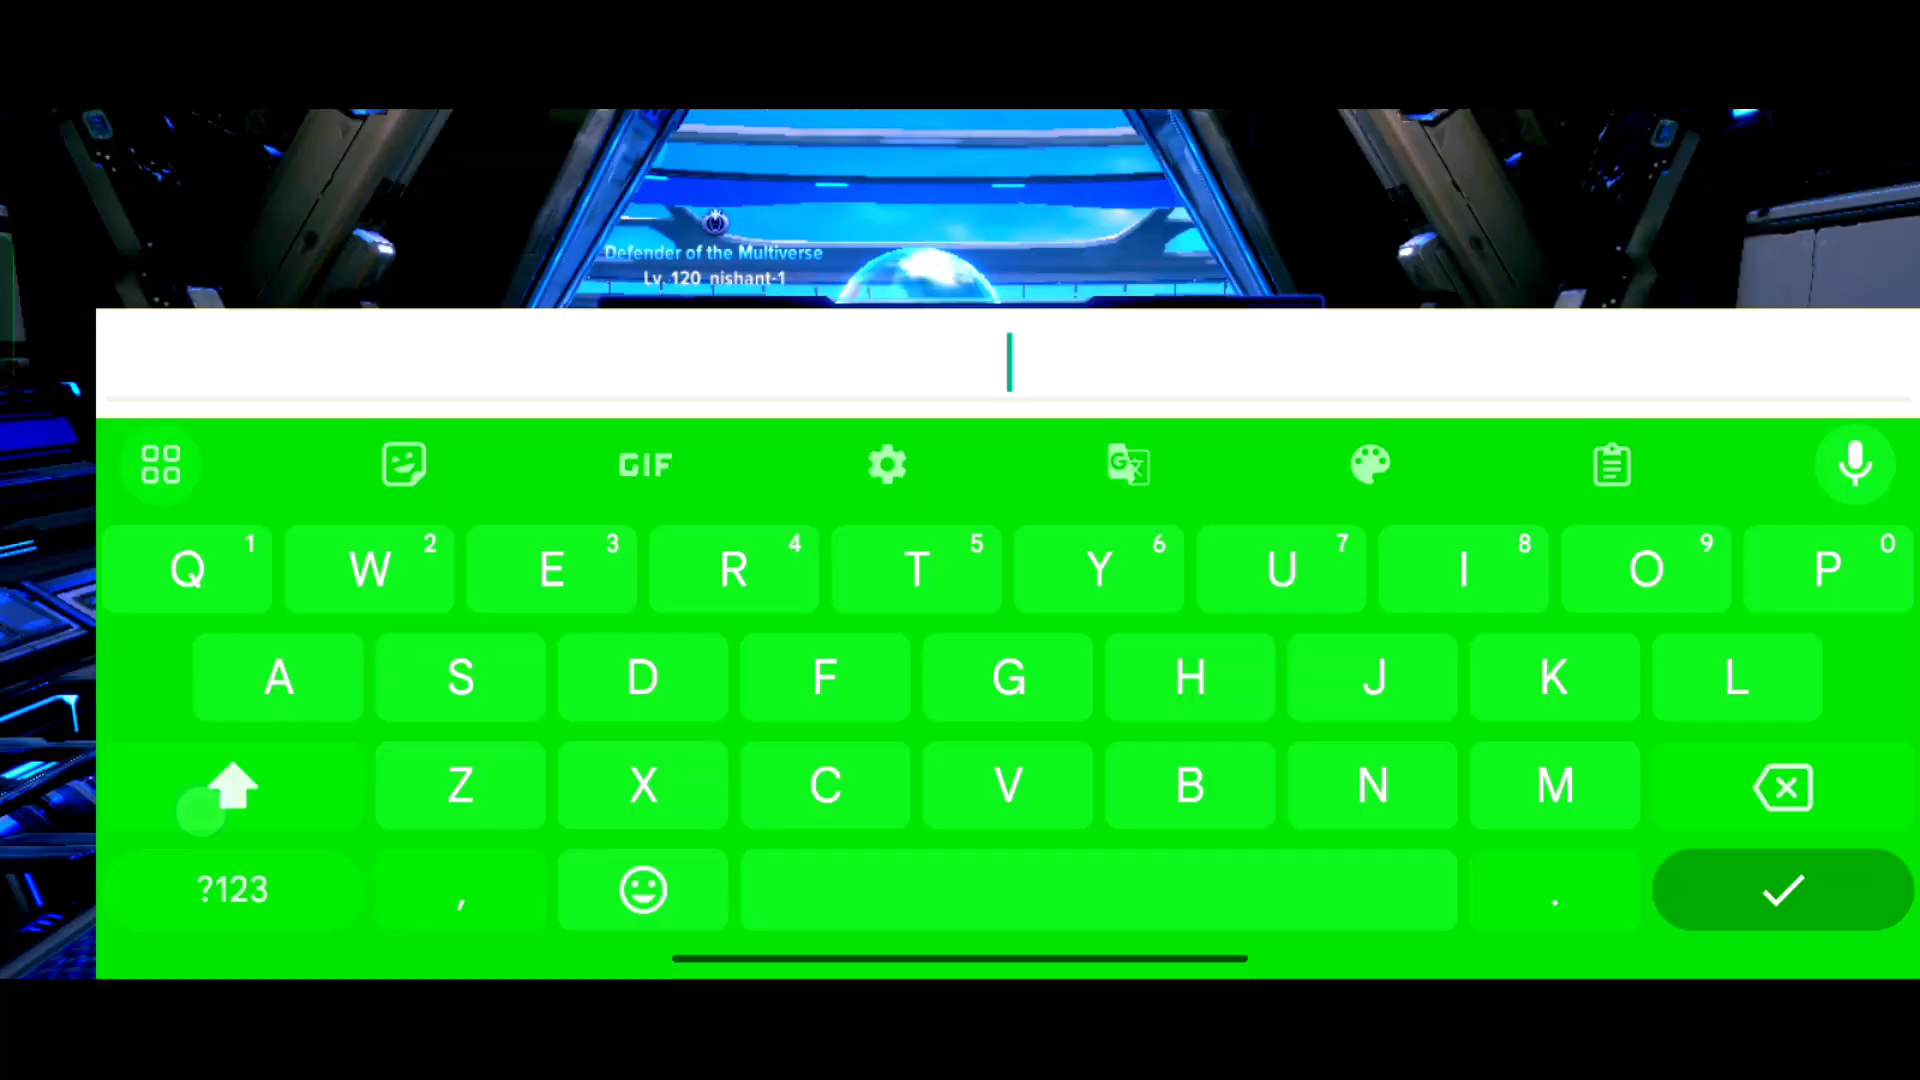 Defender of the Multiverse
Lv. 120 nishant-1
GIF
Q 1 W 2 E 3 R 4 T 5 Y 6 U 7 I 8 O 9 P 0
A S D F G H J K L
Z X C V B N M
?123 , .